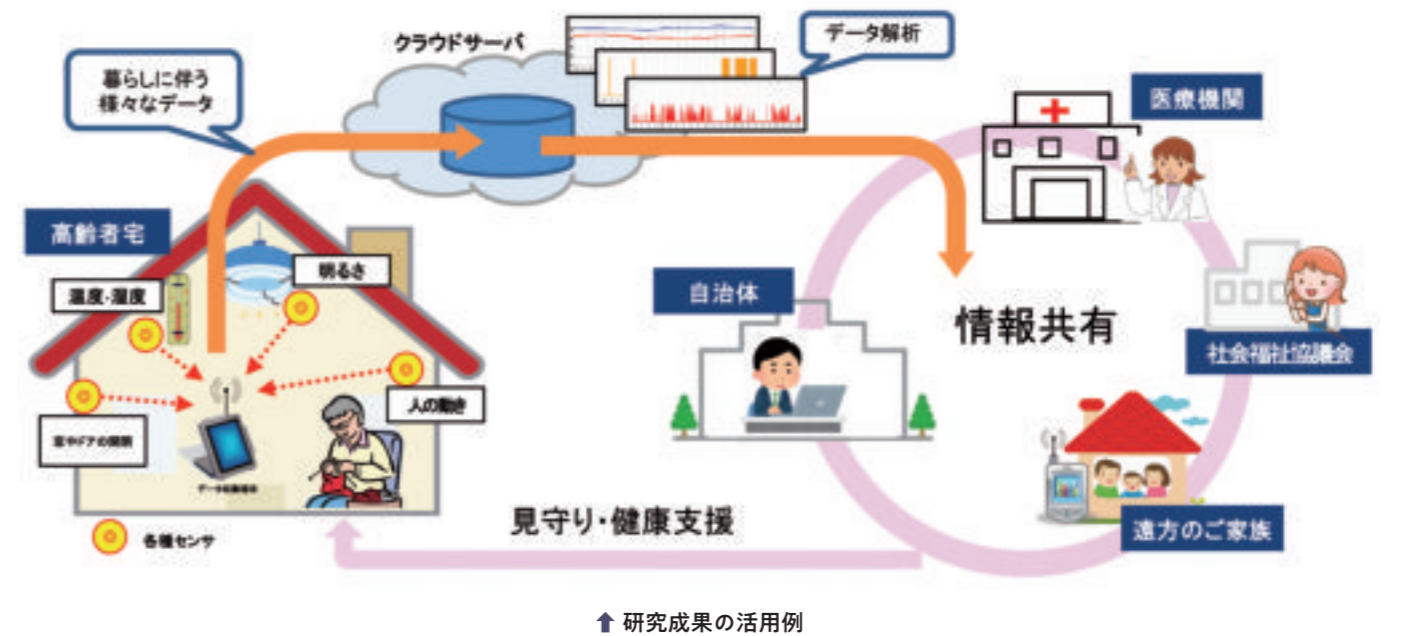 クラウドサーバ
データ解析
暮らしに伴う
様々なデータ
医療機関
高齢者宅
明るさ
温度・湿度
自治体
情報共有
社会福祉協議会
人の動き
窓やドアの開閉
遠方のご家族
見守り・健康支援
各種センサ
⬆ 研究成果の活用例